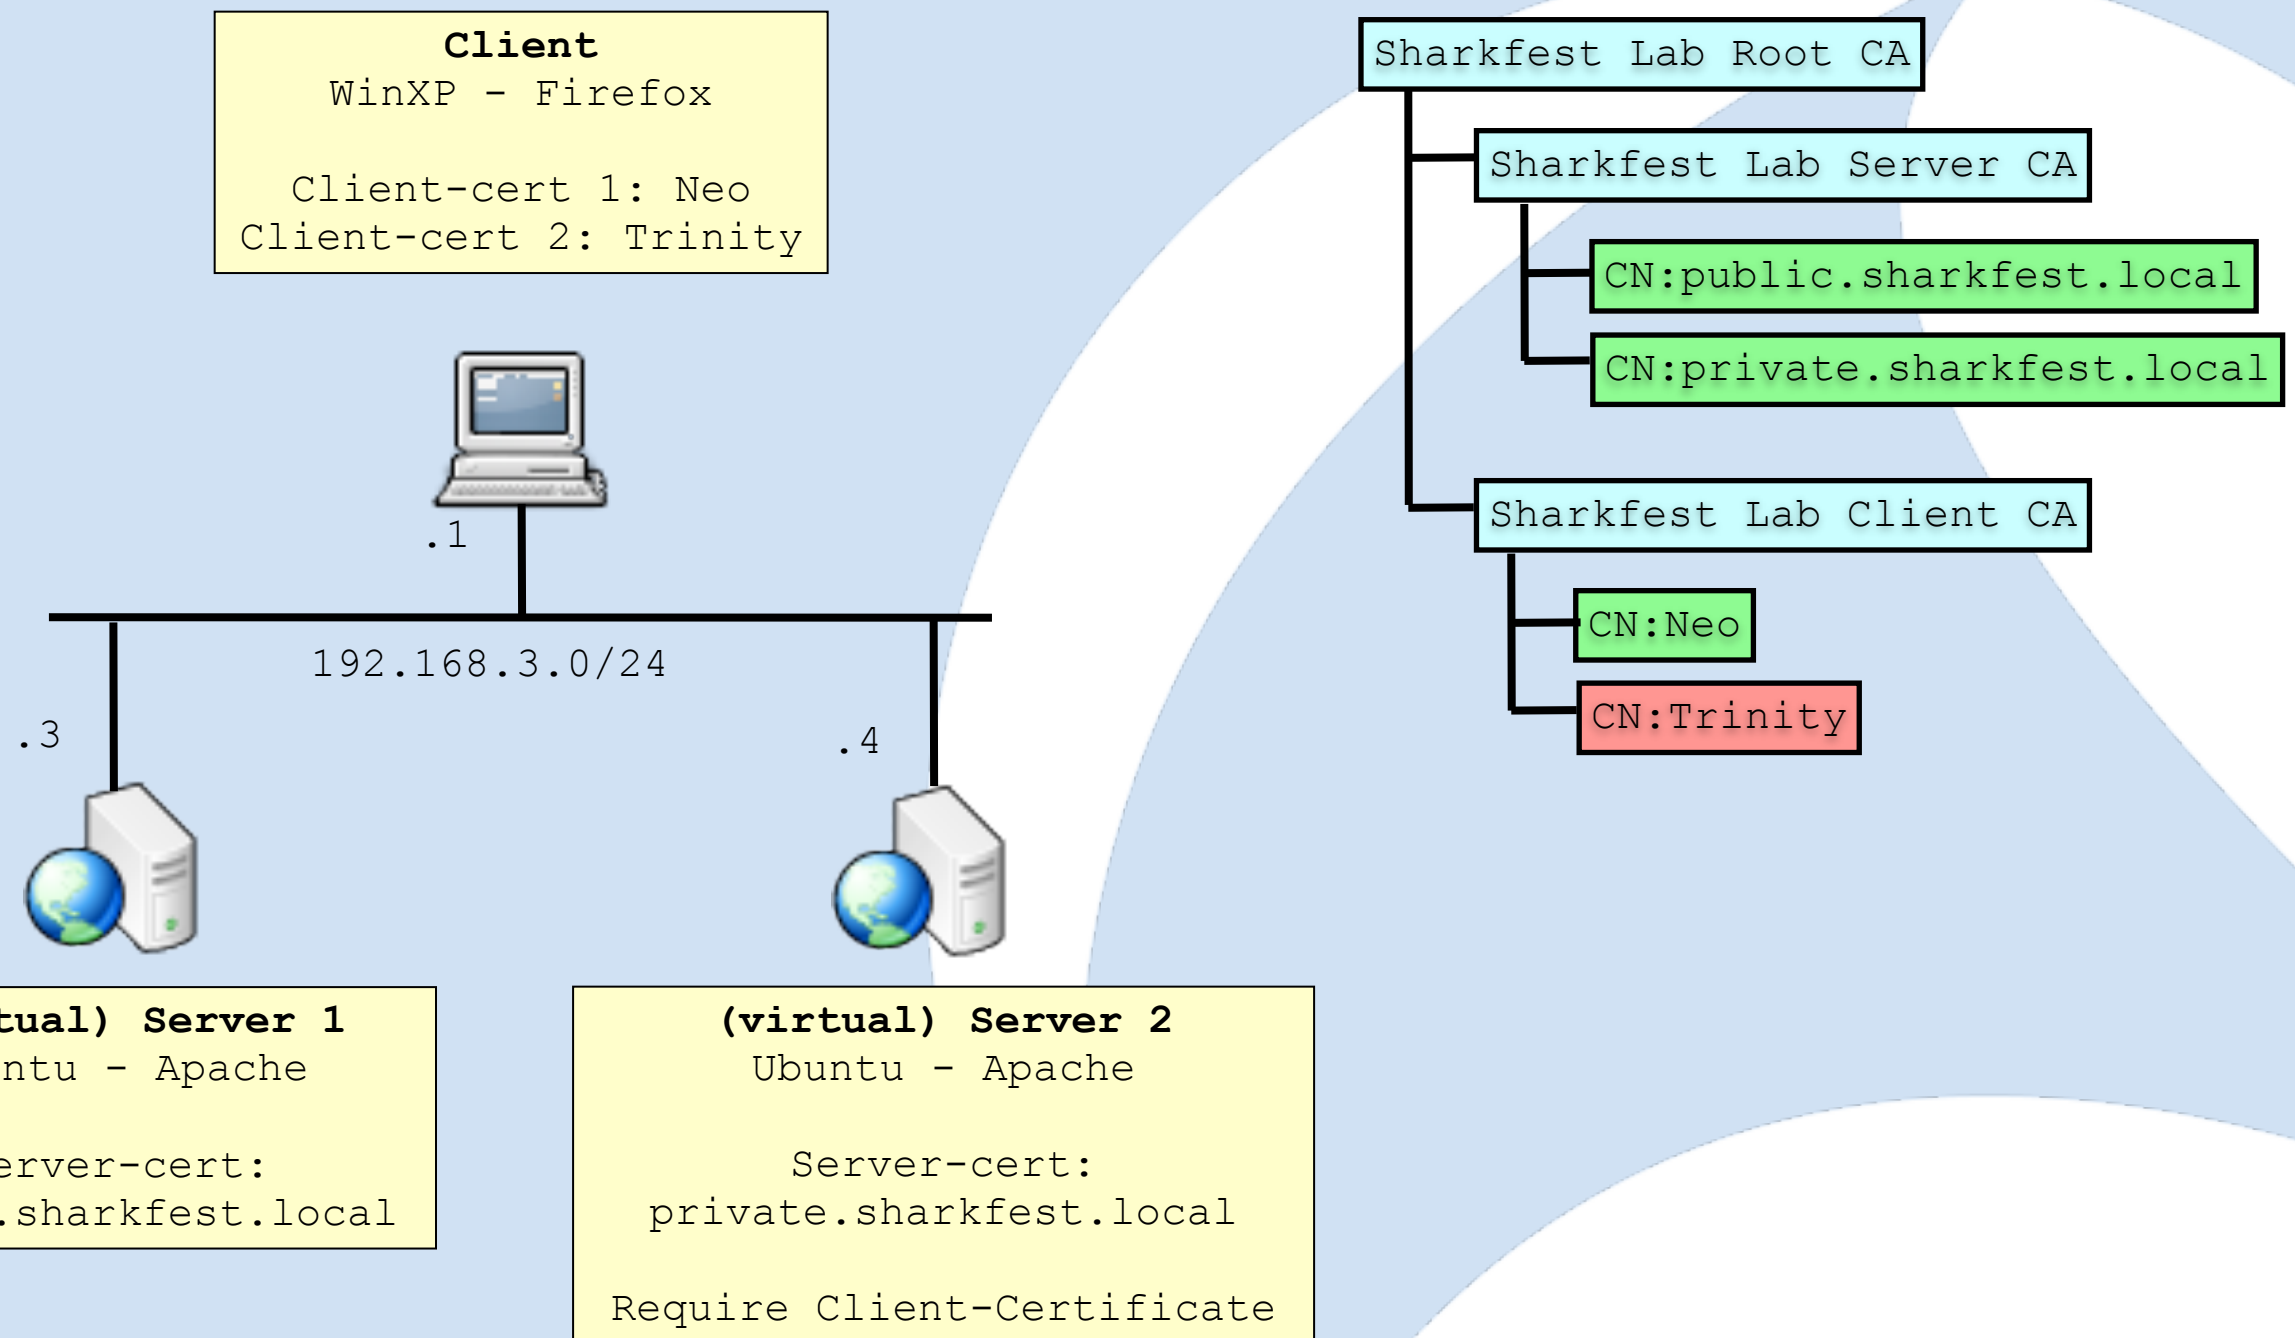 Client
WinXP - Firefox
Client-cert 1: Neo
Client-cert 2: Trinity
.1
192.168.3.0/24
.3
.4
tual) Server 1
ntu - Apache
erver-cert:
.sharkfest.local
(virtual) Server 2
Ubuntu - Apache
Server-cert:
private.sharkfest.local
Require Client-Certificate
Sharkfest Lab Root CA
Sharkfest Lab Server CA
CN:public.sharkfest.local
CN:private.sharkfest.local
Sharkfest Lab Client CA
CN:Neo
CN:Trinity